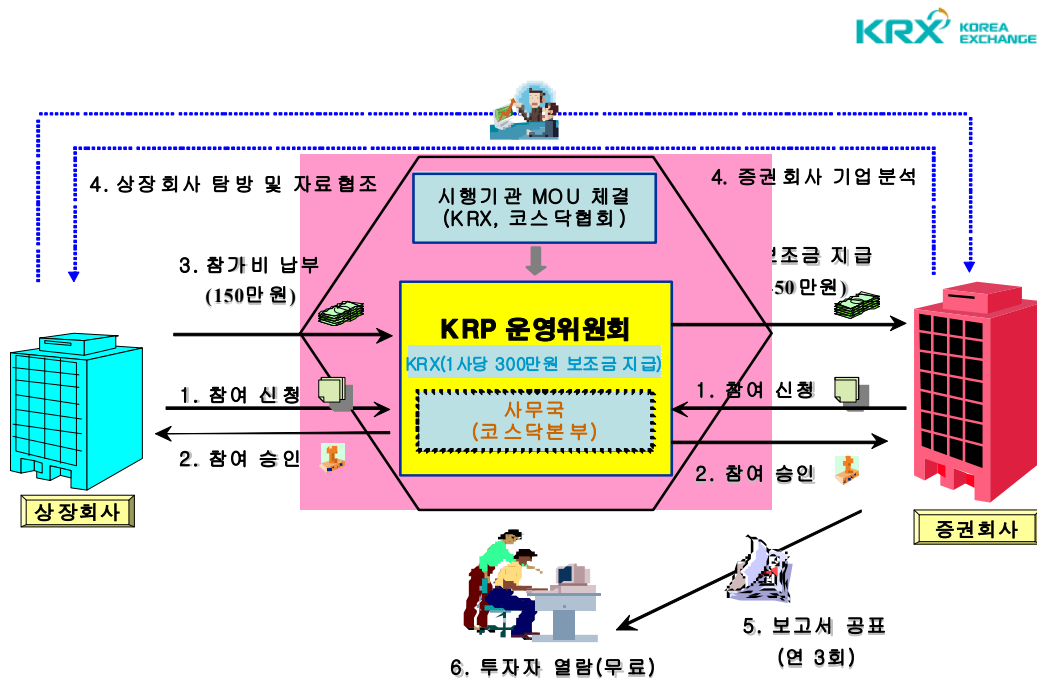 KRX KOREA
EXCHANGE
4. 상장회사 탐방 및 자료협조
4. 증권회사 기업분석
시행기관 MOU 체결
(KRX, 코스닥협회)
3. 참가비 납부
(150만원)
지급
KRP 운영위원회
KRX(1사당 300만원 보조금 지급)
사무국
(코스닥본부)
1. 참여 신청
1. 참여 신청
2. 참여 승인
2. 참여 승인
상장회사
증권회사
5. 보고서 공표
(연 3회)
6. 투자자 열람(무료)